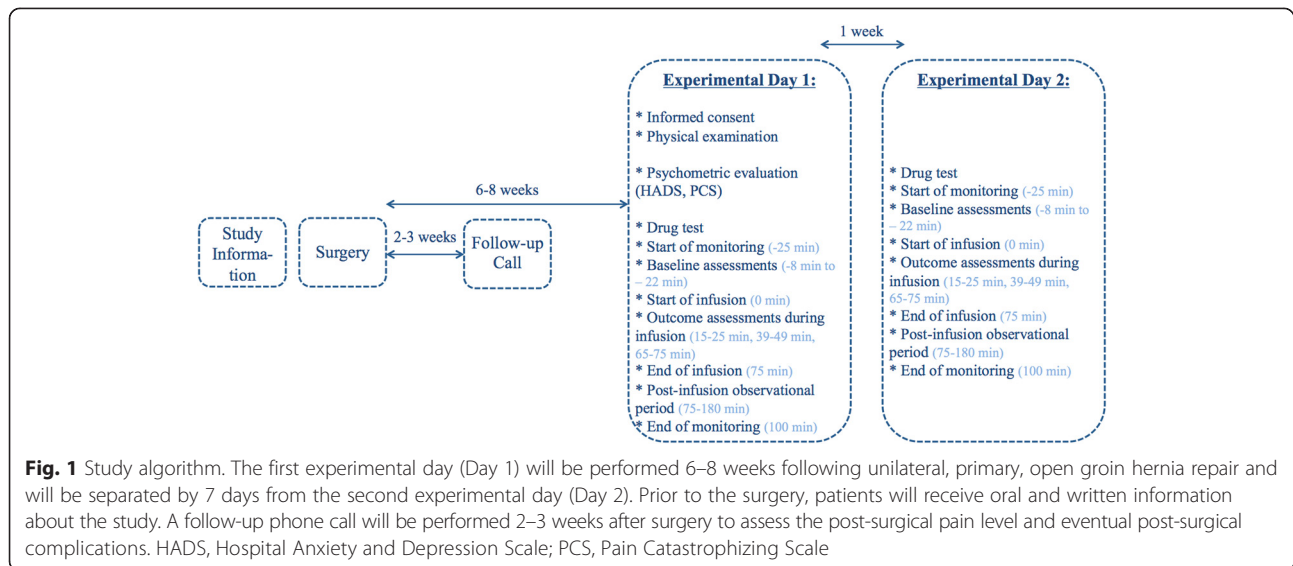 1 week
Experimental Day 1:
* Informed consent
* Physical examination
* Psychometric evaluation
(HADS, PCS)
* Drug test
* Start of monitoring (-25 min)
* Baseline assessments (-8 min to
– 22 min)
* Start of infusion (0 min)
* Outcome assessments during
infusion (15-25 min, 39-49 min,
65-75 min)
* End of infusion (75 min)
* Post-infusion observational
period (75-180 min)
* End of monitoring (100 min)
Experimental Day 2:
* Drug test
* Start of monitoring (-25 min)
* Baseline assessments (-8 min to
– 22 min)
* Start of infusion (0 min)
* Outcome assessments during
infusion (15-25 min, 39-49 min,
65-75 min)
* End of infusion (75 min)
* Post-infusion observational
period (75-180 min)
* End of monitoring (100 min)
6-8 weeks
Study
Informa-
tion
Surgery
2-3 weeks
Follow-up
Call
Fig. 1 Study algorithm. The first experimental day (Day 1) will be performed 6–8 weeks following unilateral, primary, open groin hernia repair and
will be separated by 7 days from the second experimental day (Day 2). Prior to the surgery, patients will receive oral and written information
about the study. A follow-up phone call will be performed 2–3 weeks after surgery to assess the post-surgical pain level and eventual post-surgical
complications. HADS, Hospital Anxiety and Depression Scale; PCS, Pain Catastrophizing Scale